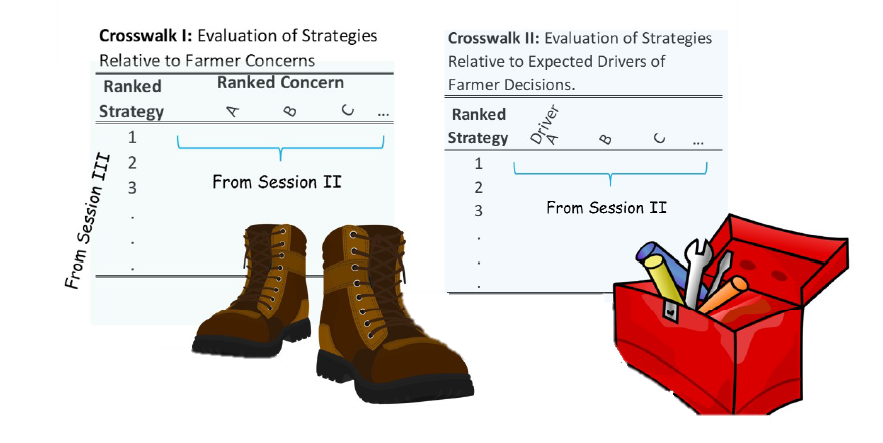 Crosswalk I: Evaluation of Strategies
Relative to Farmer Concerns
Ranked Concern
Ranked
Strategy
A B C ...
1
2
3
.
.
.
From Session III
From Session II
Crosswalk II: Evaluation of Strategies
Relative to Expected Drivers of
Farmer Decisions.
Ranked
Strategy
Driver
A B C ...
1
2
3
.
.
.
From Session II